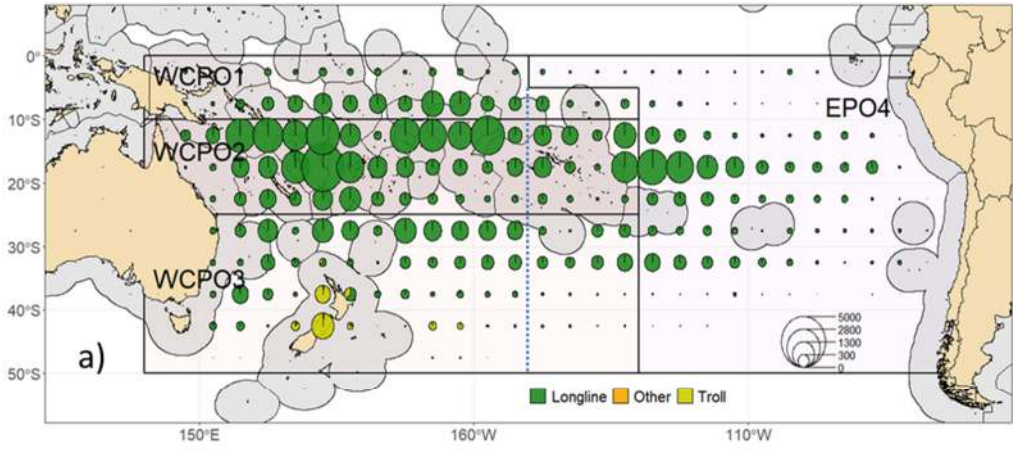 0°
WCPO1
EPO4
10°S
WCPO2
20°S
30°S
WCPO3
40°S
5000
2800
1300
300
0
a)
50°S
Longline Other Troll
150°E 160°W 110°W